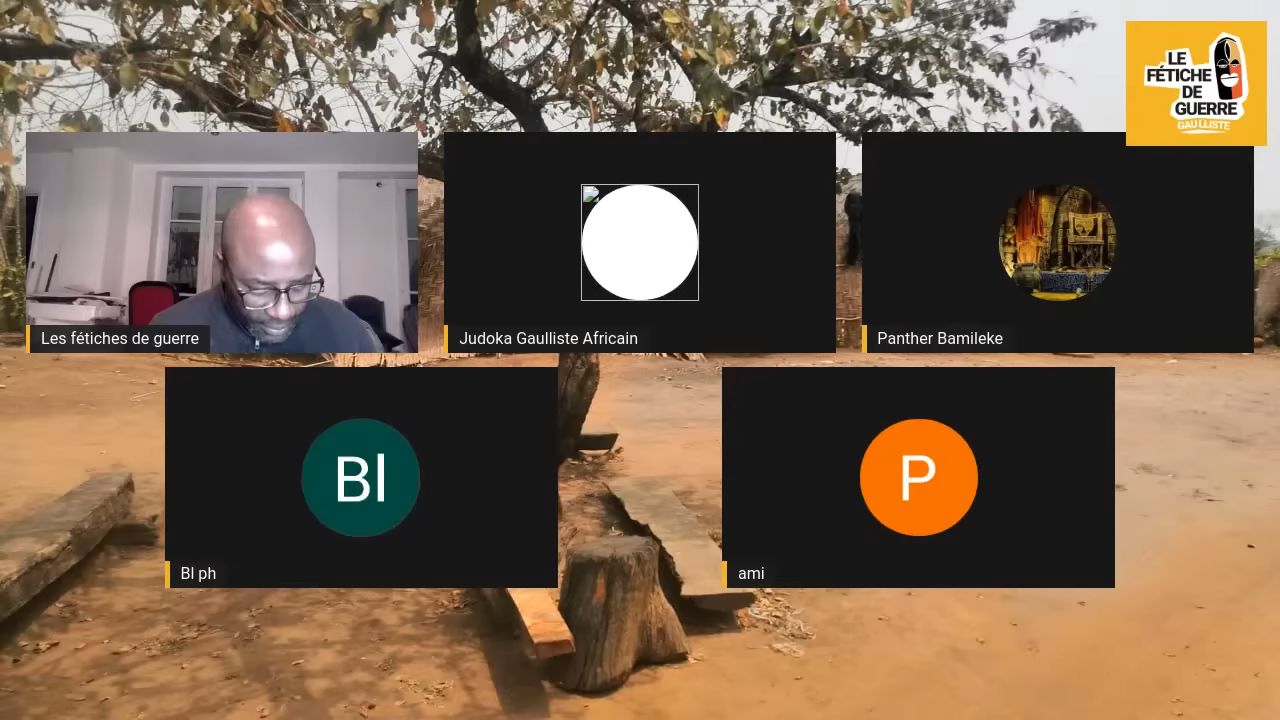 LE
FÉTICHE
DE
GUERRE
GAULLISTE
Les fétiches de guerre
Judoka Gaulliste Africain
Panther Bamileke
Bl
P
Bl ph
ami